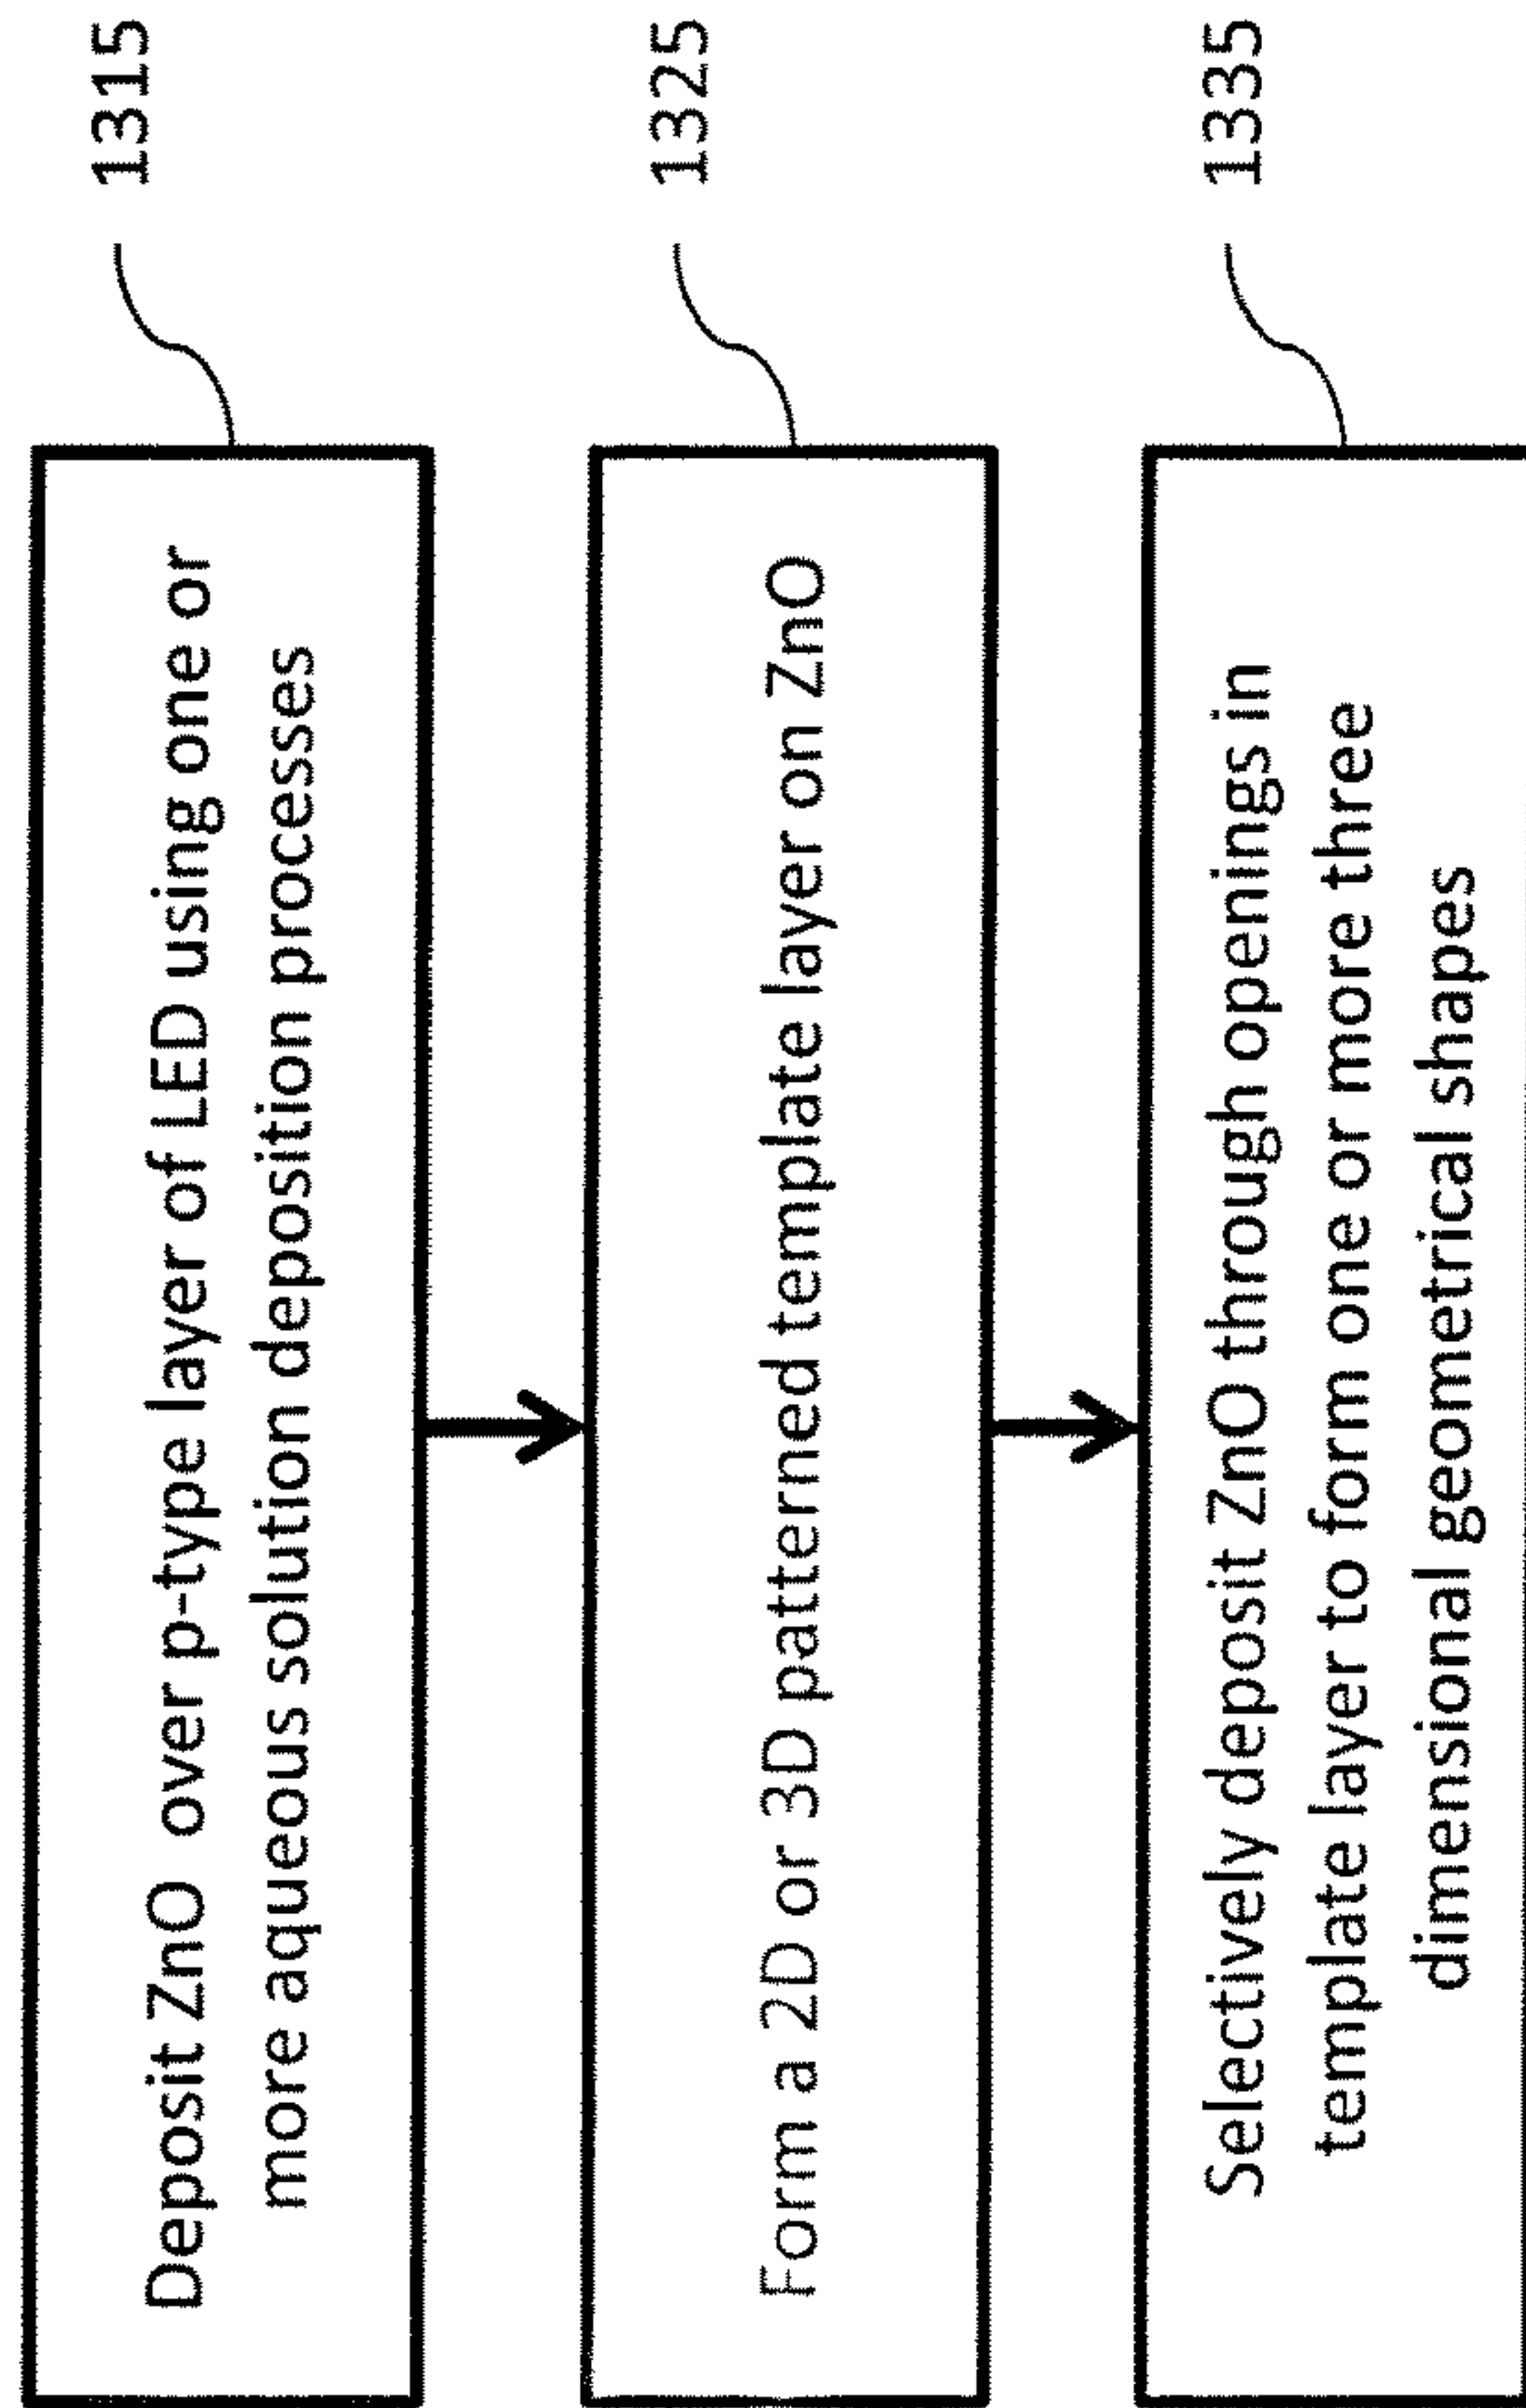 Deposit ZnO over p-type layer of LED using one or
more aqueous solution deposition processes
1315
Form a 2D or 3D patterned template layer on ZnO
1325
Selectively deposit ZnO through openings in
template layer to form one or more three
dimensional geometrical shapes
1335